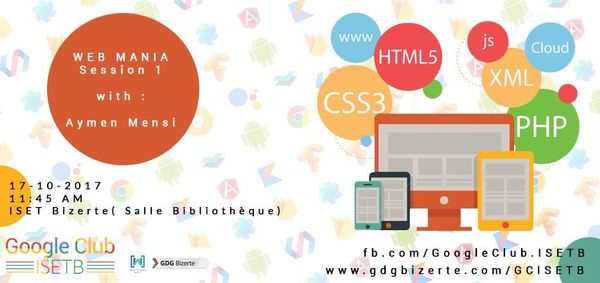 WEB MANIA
Session 1
with :
Aymen Mensi
17-10-2017
11:45 AM
ISET Bizerte( Salle Bibliothèque)
Google Club
ISETB
GDG Bizerte
www
HTML5
js
Cloud
XML
CSS3
PHP
fb.com/GoogleClub.ISETB
www.gdgbizerte.com/GCISETB